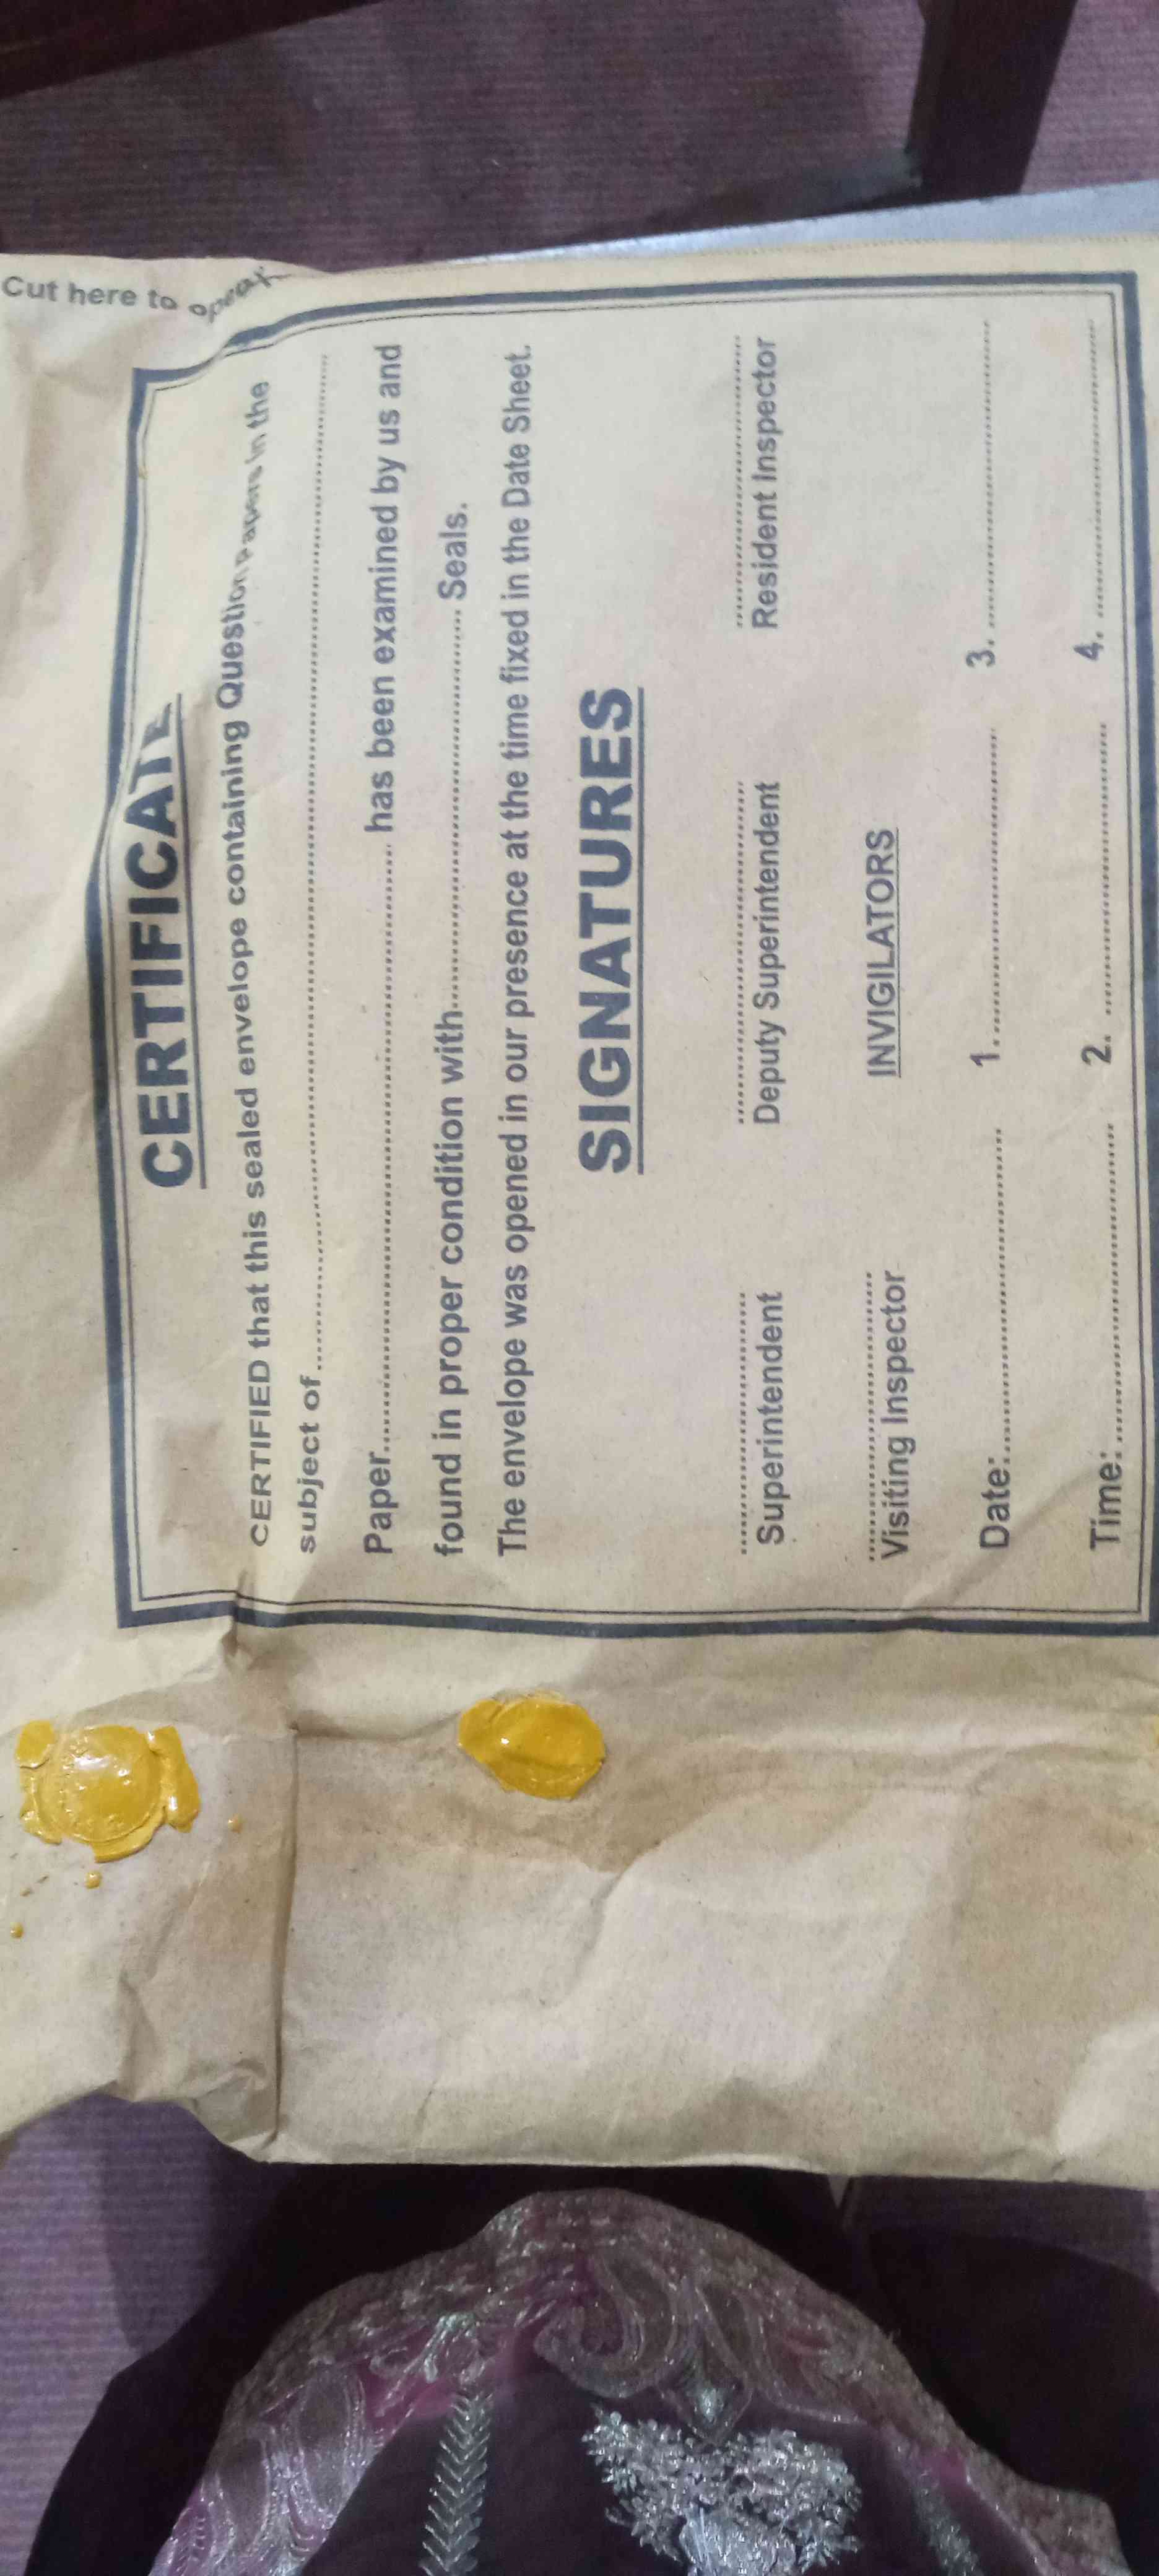 Cut here to open
CERTIFICATE
CERTIFIED that this sealed envelope containing Question Papers in the
subject of
Paper has been examined by us and
found in proper condition with Seals.
The envelope was opened in our presence at the time fixed in the Date Sheet.
SIGNATURES
Superintendent Deputy Superintendent Resident Inspector
Visiting Inspector INVIGILATORS
Date: 1. 3.
Time: 2. 4.